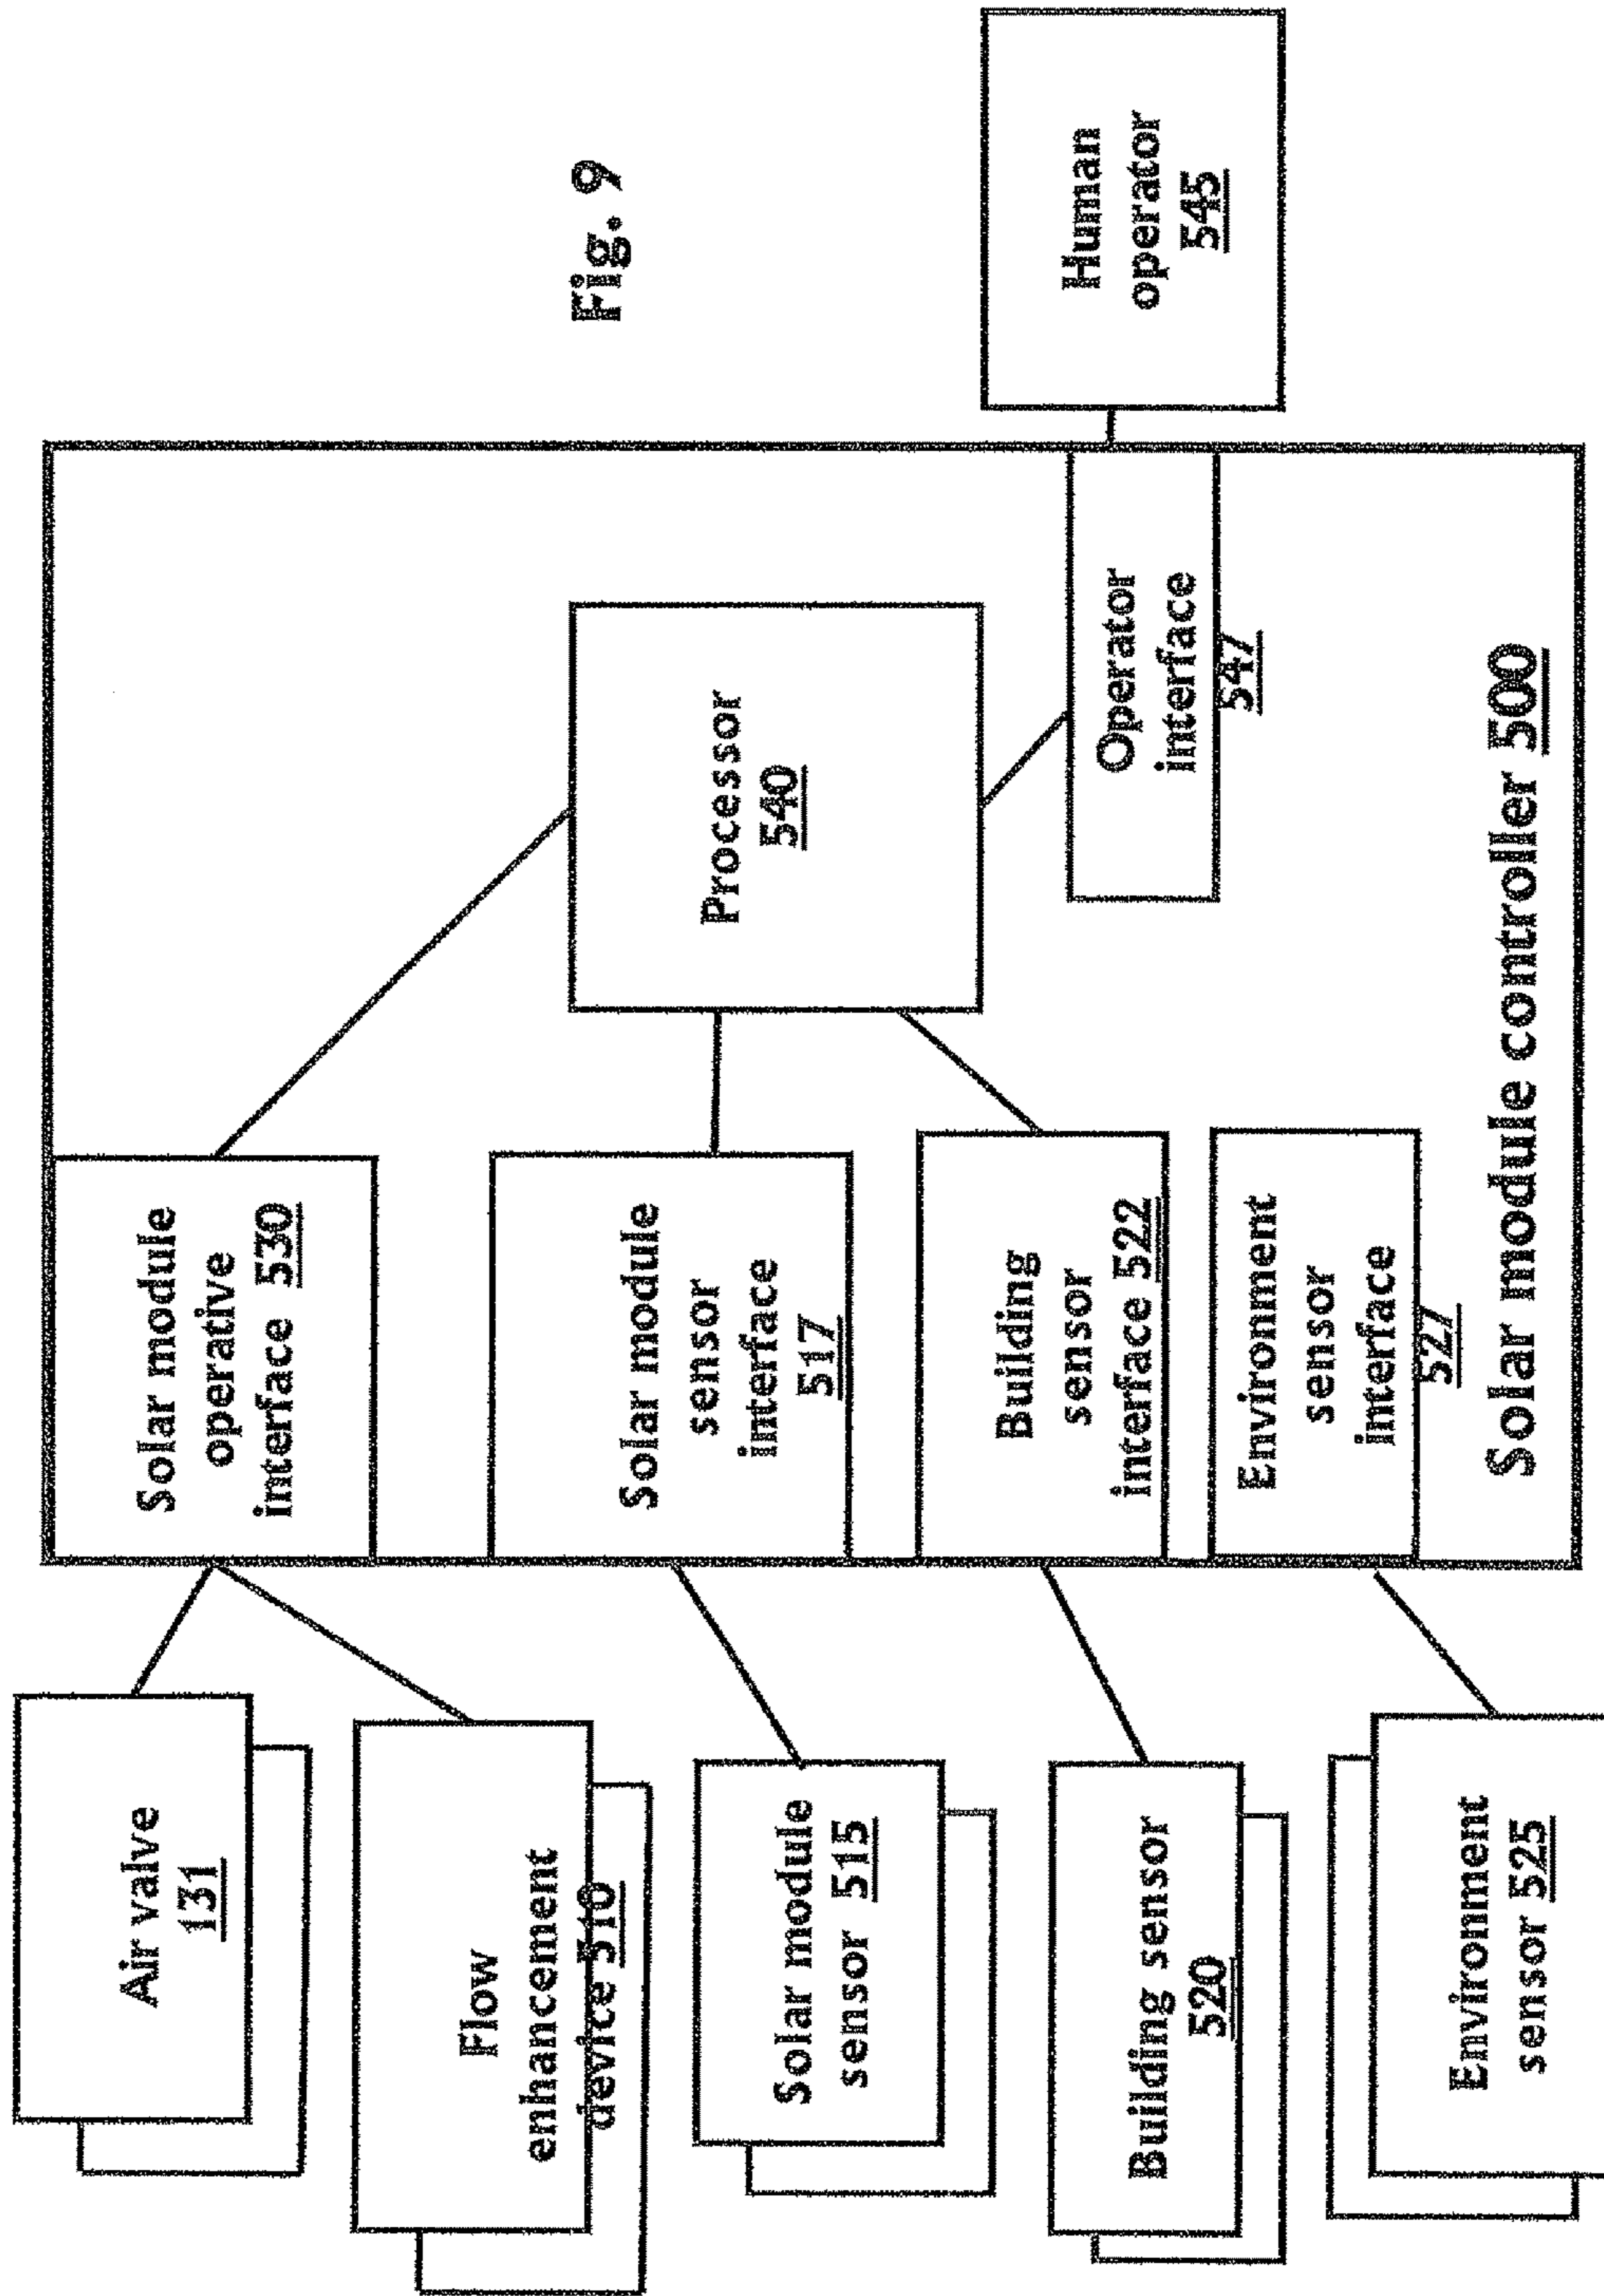 Air valve
131
Flow
enhancement
device 510
Solar module
sensor 515
Building sensor
520
Environment
sensor 525
Solar module
operative
interface 530
Solar module
sensor
interface
517
Building
sensor
interface 522
Environment
sensor
interface
527
Processor
540
Operator
interface
547
Solar module controller 500
Human
operator
545
Fig. 9